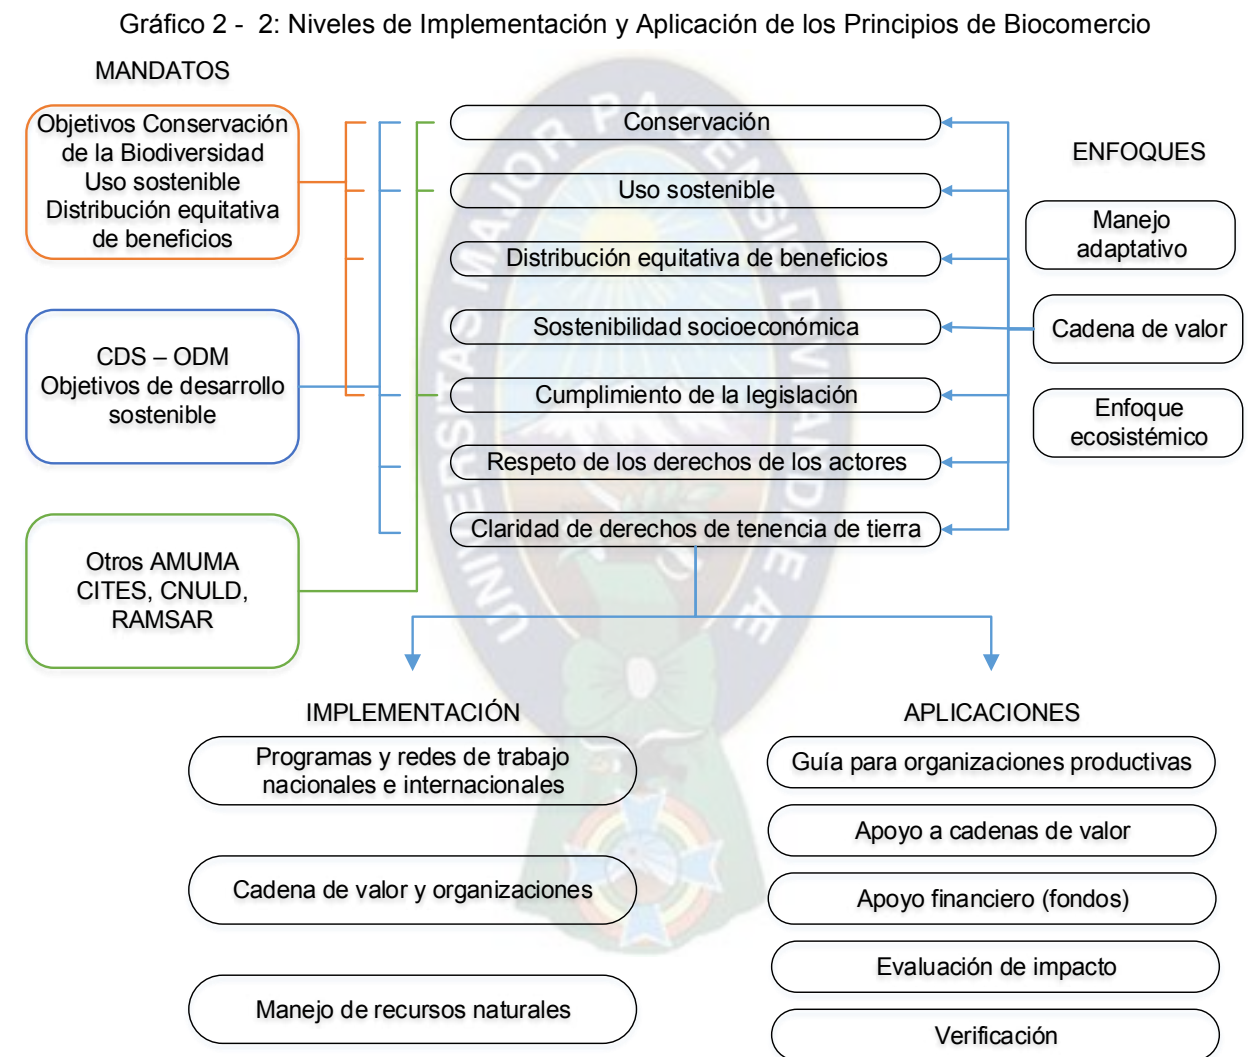 Gráfico 2 - 2: Niveles de Implementación y Aplicación de los Principios de Biocomercio
MANDATOS
Objetivos Conservación
de la Biodiversidad
Uso sostenible
Distribución equitativa
de beneficios
CDS – ODM
Objetivos de desarrollo
sostenible
Otros AMUMA
CITES, CNULD,
RAMSAR
Conservación
Uso sostenible
Distribución equitativa de beneficios
Sostenibilidad socioeconómica
Cumplimiento de la legislación
Respeto de los derechos de los actores
Claridad de derechos de tenencia de tierra
ENFOQUES
Manejo
adaptativo
Cadena de valor
Enfoque
ecosistémico
IMPLEMENTACIÓN
Programas y redes de trabajo
nacionales e internacionales
Cadena de valor y organizaciones
Manejo de recursos naturales
APLICACIONES
Guía para organizaciones productivas
Apoyo a cadenas de valor
Apoyo financiero (fondos)
Evaluación de impacto
Verificación
UNIVERSITAS MAJOR PACENSIS DIVI ANDREÆ